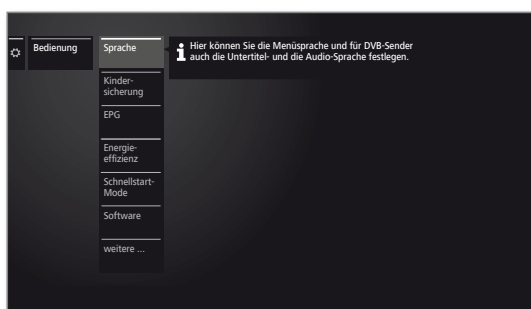 Bedienung
Sprache
Hier können Sie die Menüsprache und für DVB-Sender
auch die Untertitel- und die Audio-Sprache festlegen.
Kinder-
sicherung
EPG
Energie-
effizienz
Schnellstart-
Mode
Software
weitere ...